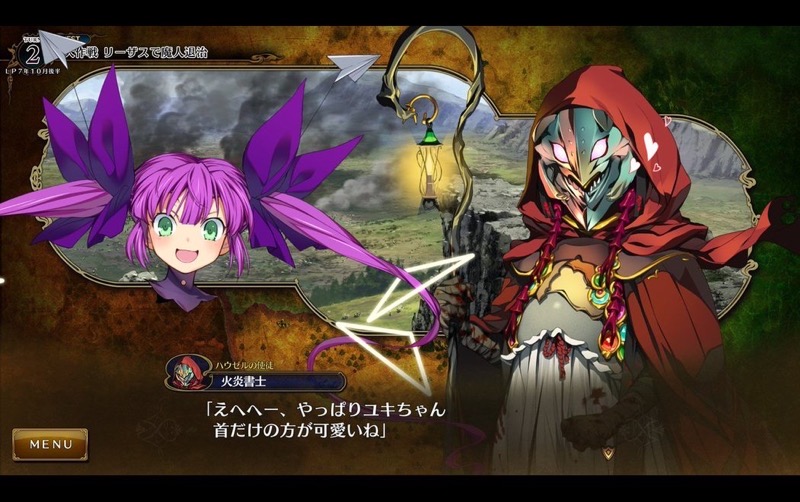 TURN
2
作戦 リーザスで魔人退治
LP7年10月後半
ハウゼルの使徒
火炎書士
「えへへー、やっぱりユキちゃん
首だけの方が可愛いね」
MENU